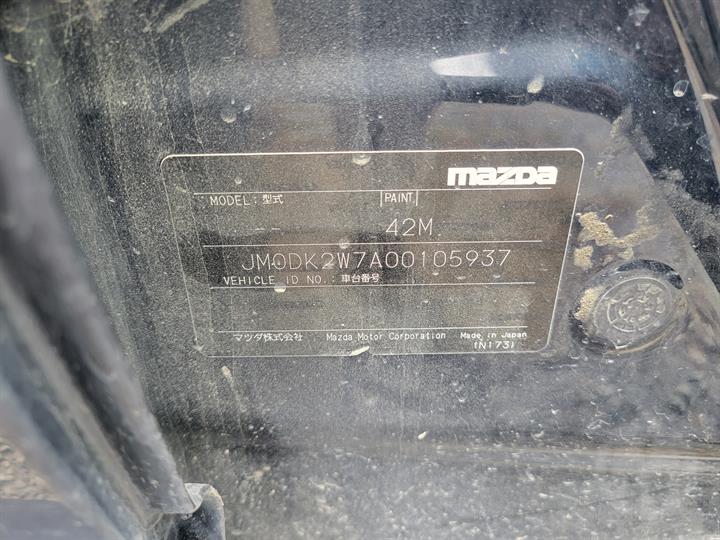 mazda
MODEL:型式 PAINT
-- -- 42M
JM0DK2W7A00105937
VEHICLE ID NO.:車台番号
マツダ株式会社 Mazda Motor Corporation Made in Japan
(N173)